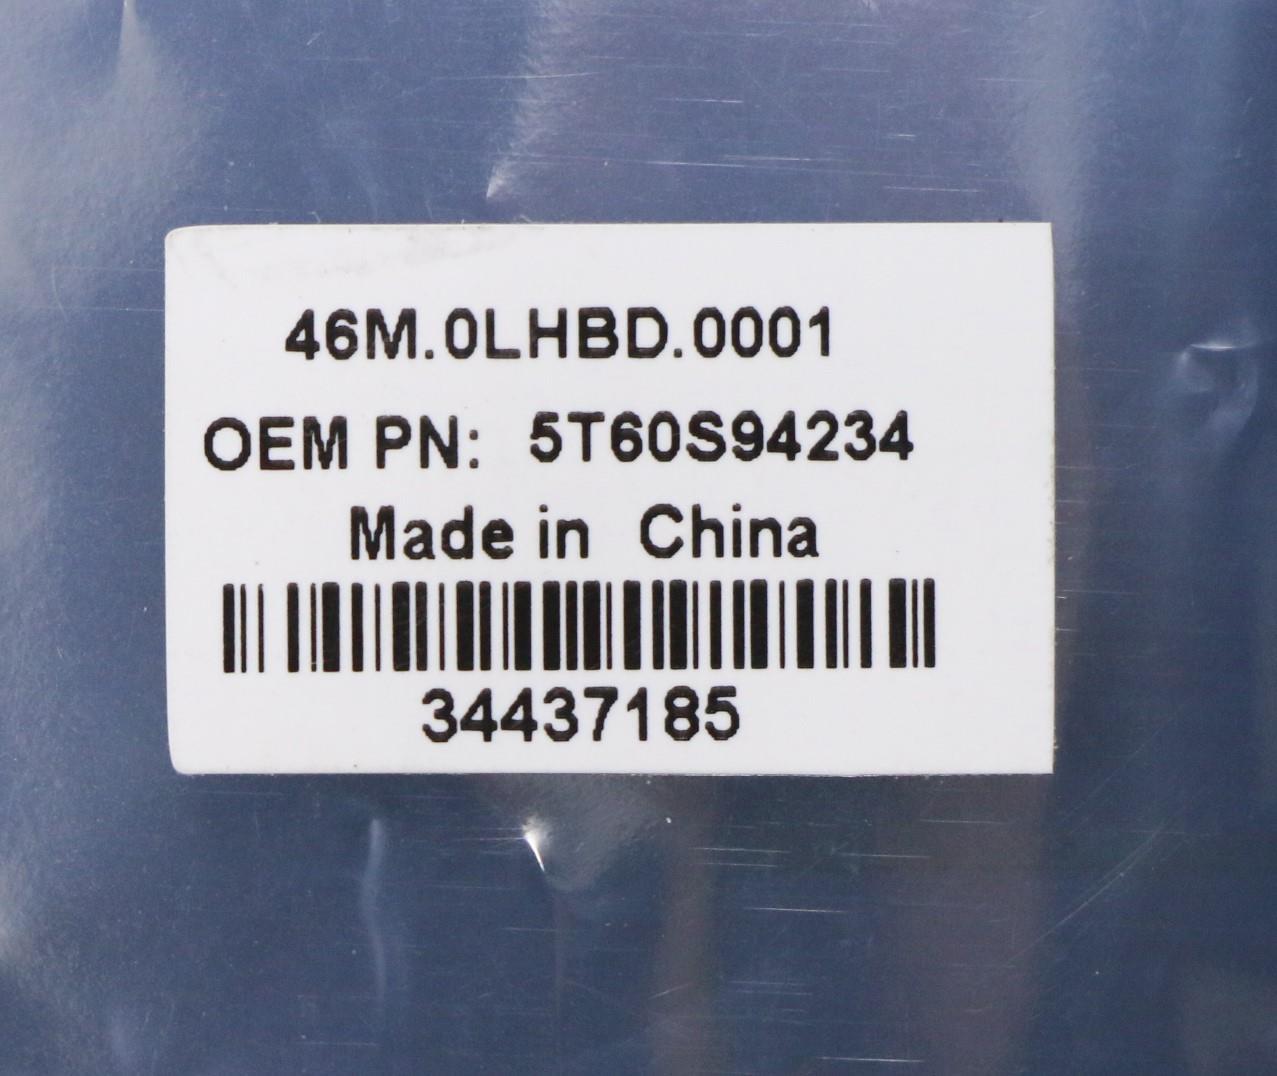 46M.0LHBD.0001
OEM PN: 5T60S94234
Made in China
34437185